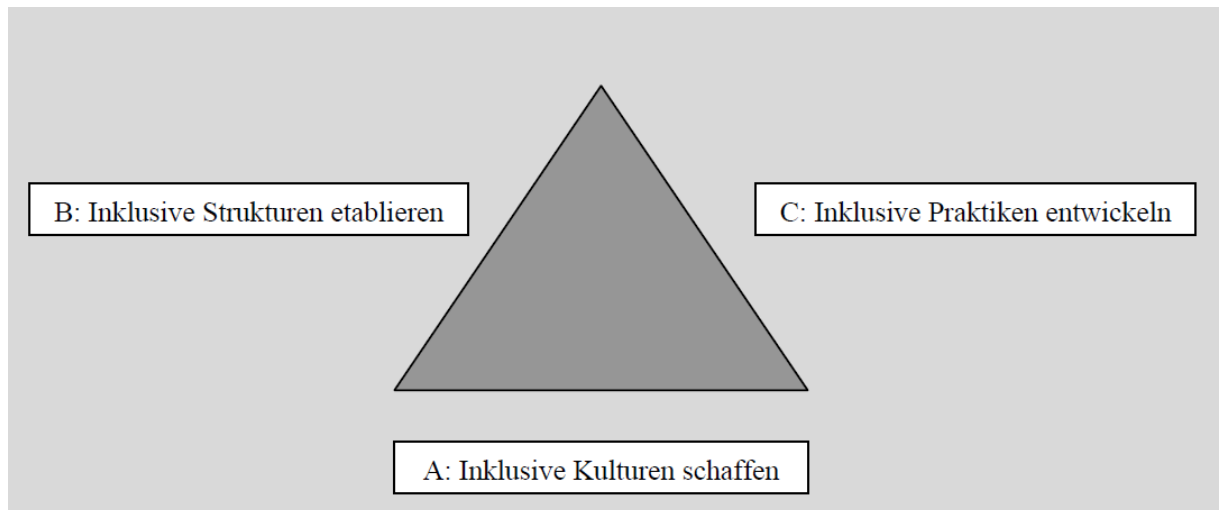 B: Inklusive Strukturen etablieren
C: Inklusive Praktiken entwickeln
A: Inklusive Kulturen schaffen